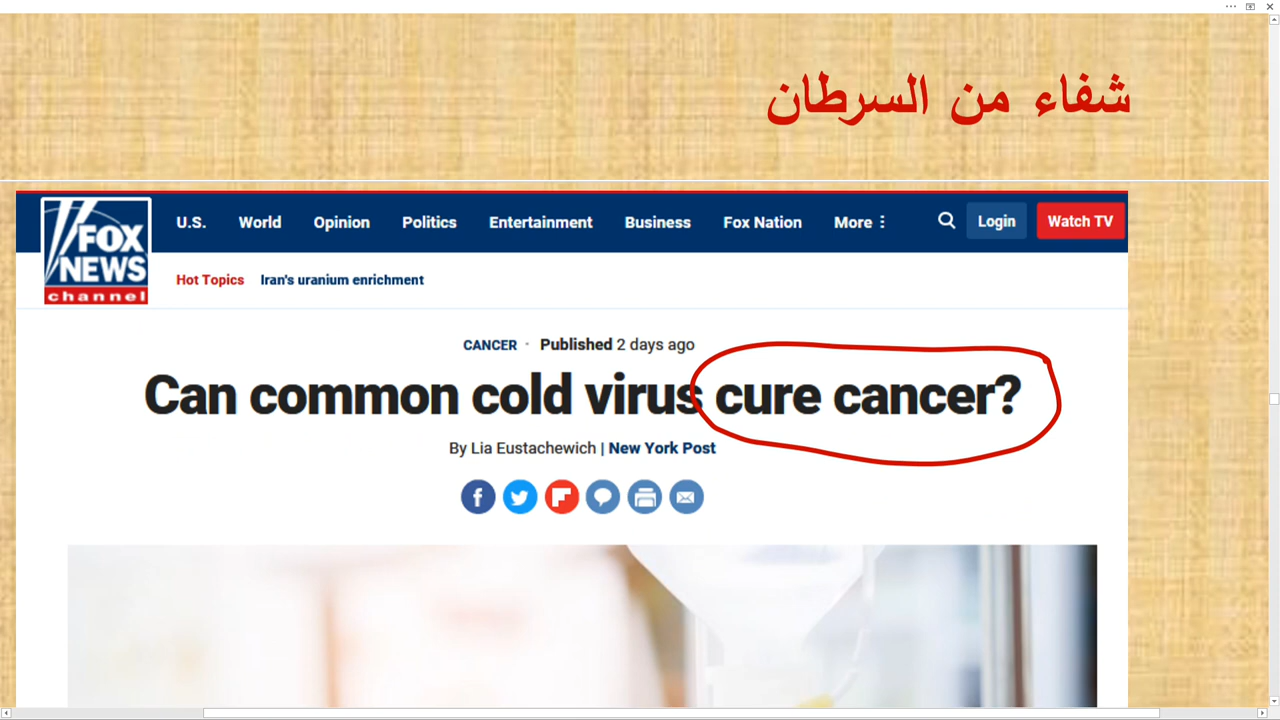 شفاء من السرطان
FOX
NEWS
channel
U.S. World Opinion Politics Entertainment Business Fox Nation More Login Watch TV
Hot Topics Iran's uranium enrichment
CANCER · Published 2 days ago
Can common cold virus cure cancer?
By Lia Eustachewich | New York Post